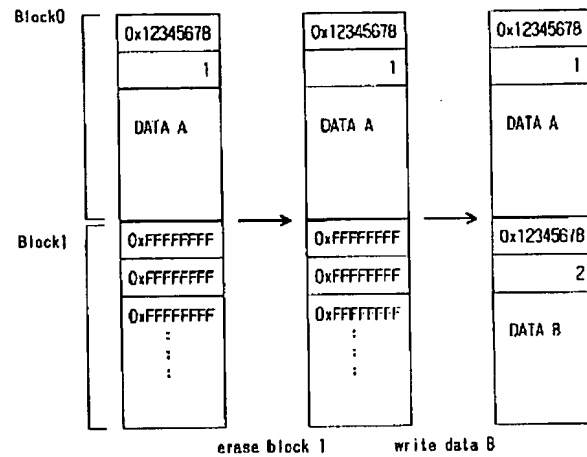 Block0
0x12345678
1
DATA A
0x12345678
1
DATA A
0x12345678
1
DATA A
Block1
0xFFFFFFFF
0xFFFFFFFF
0xFFFFFFFF
0xFFFFFFFF
0xFFFFFFFF
0xFFFFFFFF
0x12345678
2
DATA B
erase block 1
write data B